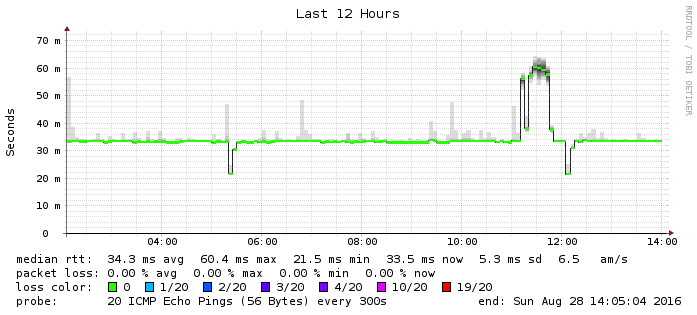 Last 12 Hours
RRDTOOL / TOBI OETIKER
Seconds
70 m
60 m
50 m
40 m
30 m
20 m
10 m
0
04:00 06:00 08:00 10:00 12:00 14:00
median rtt: 34.3 ms avg 60.4 ms max 21.5 ms min 33.5 ms now 5.3 ms sd 6.5 am/s
packet loss: 0.00 % avg 0.00 % max 0.00 % min 0.00 % now
loss color: 0 1/20 2/20 3/20 4/20 10/20 19/20
probe: 20 ICMP Echo Pings (56 Bytes) every 300s end: Sun Aug 28 14:05:04 2016